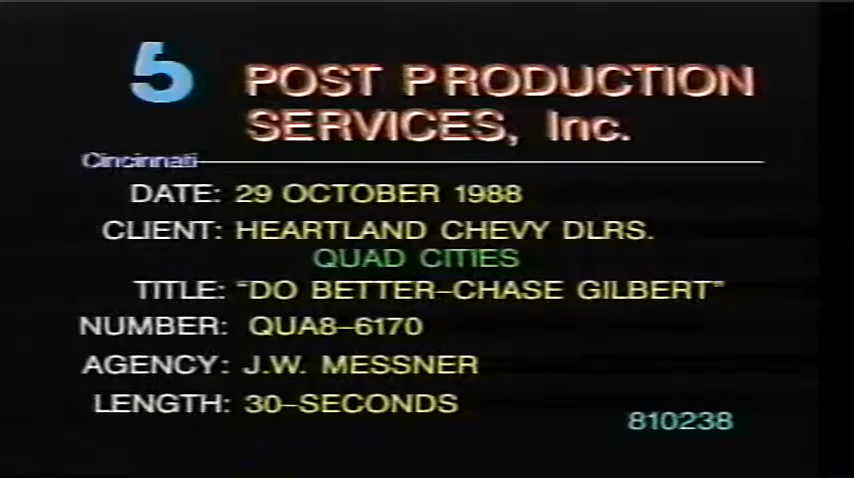 5 POST PRODUCTION
SERVICES, Inc.
Cincinnati
DATE: 29 OCTOBER 1988
CLIENT: HEARTLAND CHEVY DLRS.
QUAD CITIES
TITLE: "DO BETTER-CHASE GILBERT"
NUMBER: QUA8-6170
AGENCY: J.W. MESSNER
LENGTH: 30-SECONDS
810238